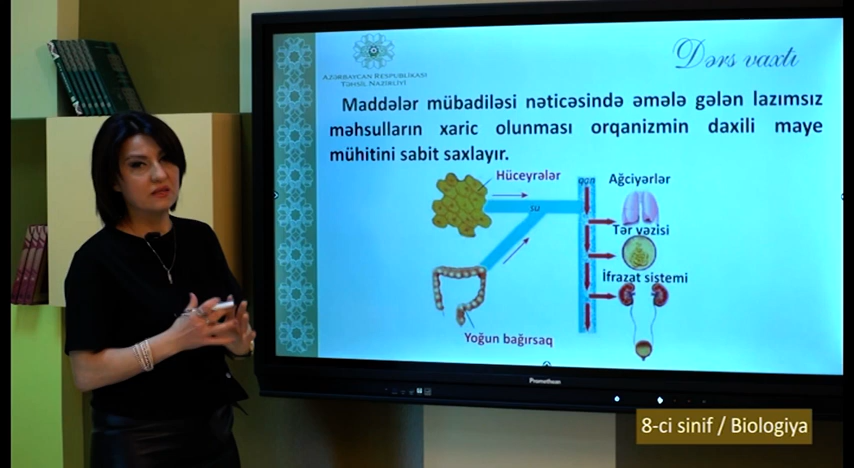 AZƏRBAYCAN RESPUBLİKASI
TƏHSİL NAZİRLİYİ
Dərs vaxtı
Maddələr mübadiləsi nəticəsində əmələ gələn lazımsız
məhsulların xaric olunması orqanizmin daxili maye
mühitini sabit saxlayır.
Hüceyrələr
qan
Ağciyərlər
su
Tər vəzisi
İfrazat sistemi
Yoğun bağırsaq
Promethean
8-ci sinif / Biologiya